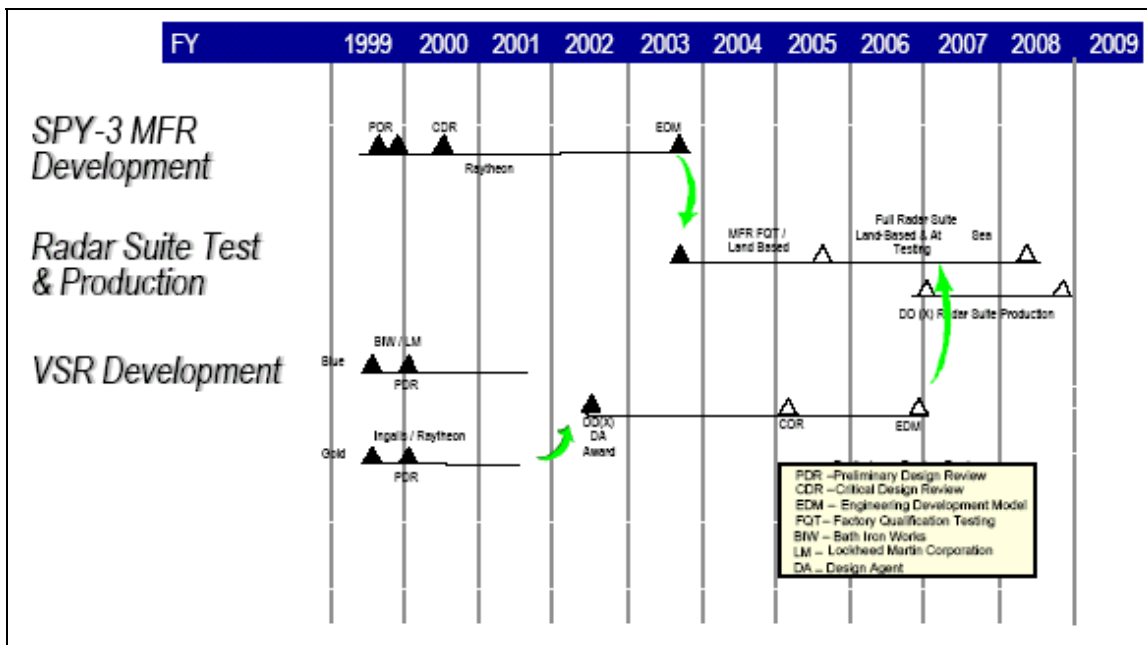 FY 1999 2000 2001 2002 2003 2004 2005 2006 2007 2008 2009
SPY-3 MFR
Development
PDR
CDR
EDM
Raytheon
Radar Suite Test
& Production
MFR FQT /
Land Based
Full Radar Suite
Land-Based & At Sea
Testing
DD (X) Radar Suite Production
VSR Development
Blue
BIW / LM
PDR
Gold
Ingalls / Raytheon
PDR
DD(X)
DA
Award
CDR
EDM
PDR –Preliminary Design Review
CDR –Critical Design Review
EDM – Engineering Development Model
FQT– Factory Qualification Testing
BIW – Bath Iron Works
LM – Lockheed Martin Corporation
DA – Design Agent